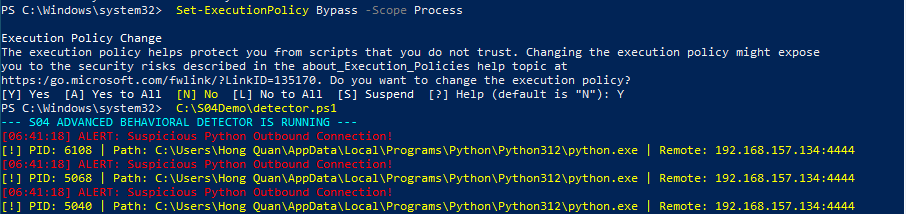 PS C:\Windows\system32>  Set-ExecutionPolicy Bypass -Scope Process
Execution Policy Change
The execution policy helps protect you from scripts that you do not trust. Changing the execution policy might expose
you to the security risks described in the about_Execution_Policies help topic at
https:/go.microsoft.com/fwlink/?LinkID=135170. Do you want to change the execution policy?
[Y] Yes  [A] Yes to All  [N] No  [L] No to All  [S] Suspend  [?] Help (default is "N"): Y
PS C:\Windows\system32>  C:\S04Demo\detector.ps1
--- S04 ADVANCED BEHAVIORAL DETECTOR IS RUNNING ---
[06:41:18] ALERT: Suspicious Python Outbound Connection!
[!] PID: 6108 | Path: C:\Users\Hong Quan\AppData\Local\Programs\Python\Python312\python.exe | Remote: 192.168.157.134:4444
[06:41:18] ALERT: Suspicious Python Outbound Connection!
[!] PID: 5068 | Path: C:\Users\Hong Quan\AppData\Local\Programs\Python\Python312\python.exe | Remote: 192.168.157.134:4444
[06:41:18] ALERT: Suspicious Python Outbound Connection!
[!] PID: 5040 | Path: C:\Users\Hong Quan\AppData\Local\Programs\Python\Python312\python.exe | Remote: 192.168.157.134:4444